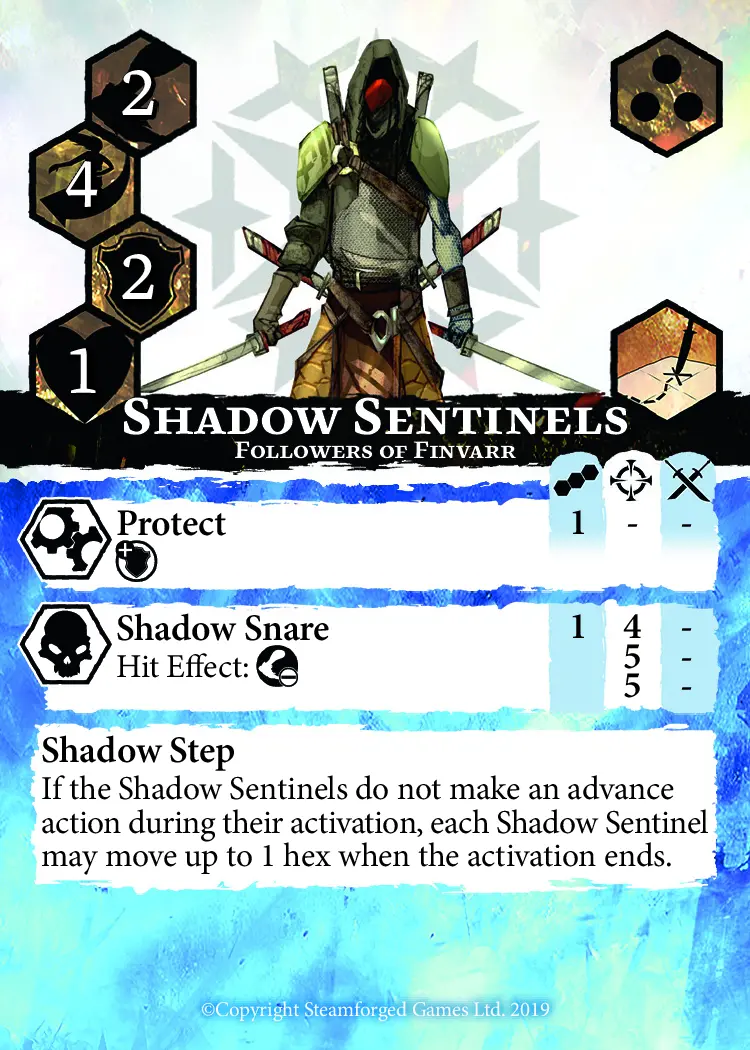 2
4
2
1
Shadow Sentinels
Followers of Finvarr
Protect 1 - -
Shadow Snare 1 4 -
Hit Effect: 5 -
5 -
Shadow Step
If the Shadow Sentinels do not make an advance
action during their activation, each Shadow Sentinel
may move up to 1 hex when the activation ends.
©Copyright Steamforged Games Ltd. 2019